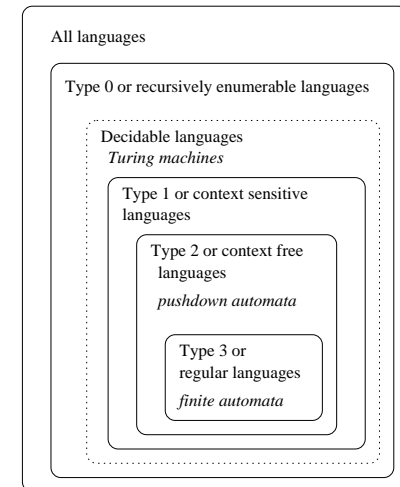 All languages
Type 0 or recursively enumerable languages
Decidable languages
Turing machines
Type 1 or context sensitive
languages
Type 2 or context free
languages
pushdown automata
Type 3 or
regular languages
finite automata